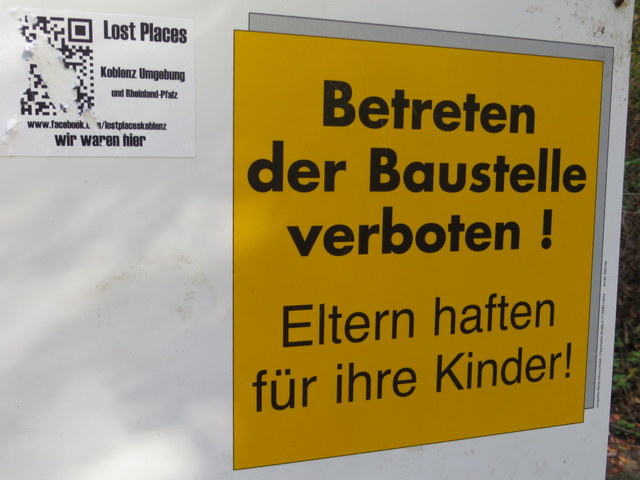 Lost Places
Koblenz Umgebung
und Rheinland-Pfalz
www.facebook.com/lostplaceskoblenz
wir waren hier
Betreten
der Baustelle
verboten !
Eltern haften
für ihre Kinder!